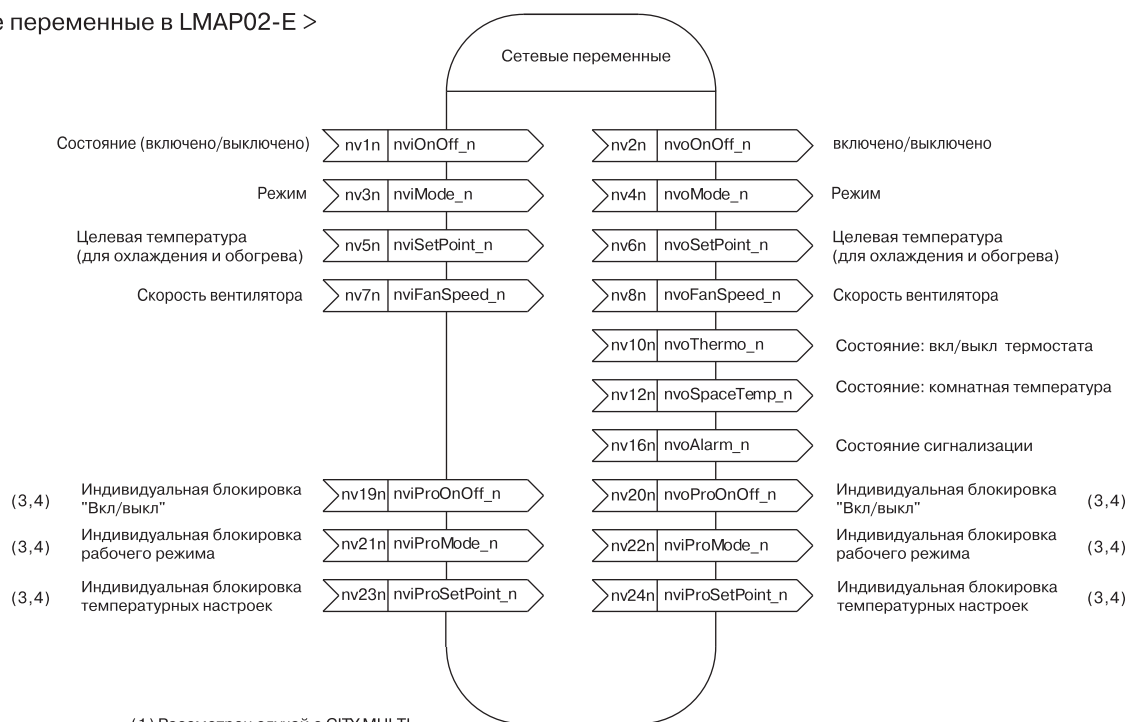 е переменные в LMAP02-E >
Сетевые переменные
Состояние (включено/выключено) nv1n nviOnOff_n nv2n nvoOnOff_n включено/выключено
Режим nv3n nviMode_n nv4n nvoMode_n Режим
Целевая температура
(для охлаждения и обогрева)
nv5n nviSetPoint_n nv6n nvoSetPoint_n
Целевая температура
(для охлаждения и обогрева)
Скорость вентилятора nv7n nviFanSpeed_n nv8n nvoFanSpeed_n Скорость вентилятора
nv10n nvoThermo_n Состояние: вкл/выкл термостата
nv12n nvoSpaceTemp_n Состояние: комнатная температура
nv16n nvoAlarm_n Состояние сигнализации
(3,4)
Индивидуальная блокировка
"Вкл/выкл"
nv19n nviProOnOff_n nv20n nvoProOnOff_n
Индивидуальная блокировка
"Вкл/выкл"
(3,4)
(3,4)
Индивидуальная блокировка
рабочего режима
nv21n nviProMode_n nv22n nviProMode_n
Индивидуальная блокировка
рабочего режима
(3,4)
(3,4)
Индивидуальная блокировка
температурных настроек
nv23n nviProSetPoint_n nv24n nviProSetPoint_n
Индивидуальная блокировка
температурных настроек
(3,4)